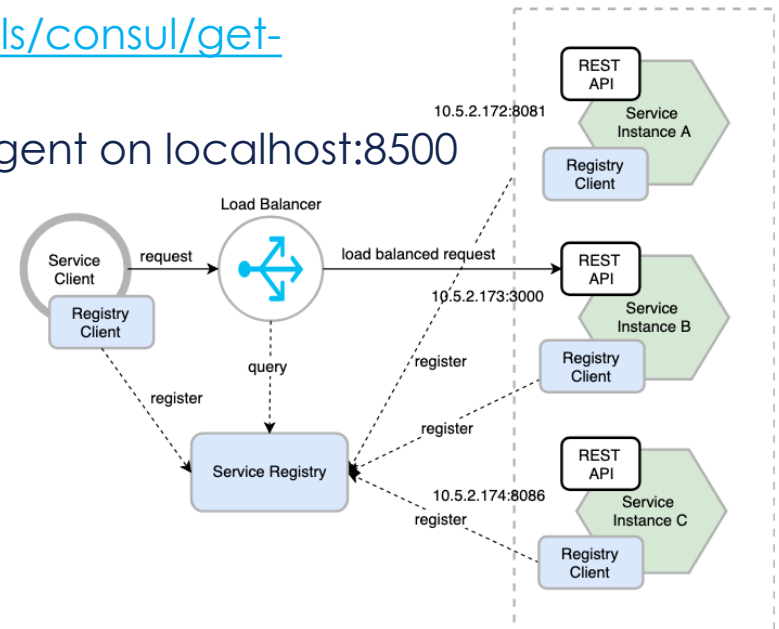 ls/consul/get-
gent on localhost:8500
REST
API
10.5.2.172:8081
Service
Instance A
Registry
Client
Load Balancer
Service
Client
request
load balanced request
REST
API
10.5.2.173:3000
Registry
Client
Service
Instance B
query
register
Registry
Client
register
register
Service Registry
REST
API
10.5.2.174:8086
register
Service
Instance C
Registry
Client